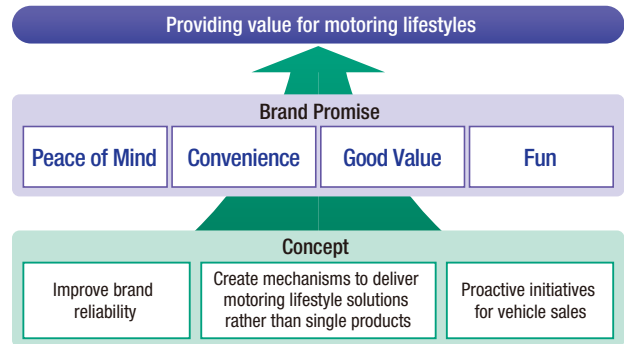 Providing value for motoring lifestyles
Brand Promise
Peace of Mind
Convenience
Good Value
Fun
Concept
Improve brand
reliability
Create mechanisms to deliver
motoring lifestyle solutions
rather than single products
Proactive initiatives
for vehicle sales